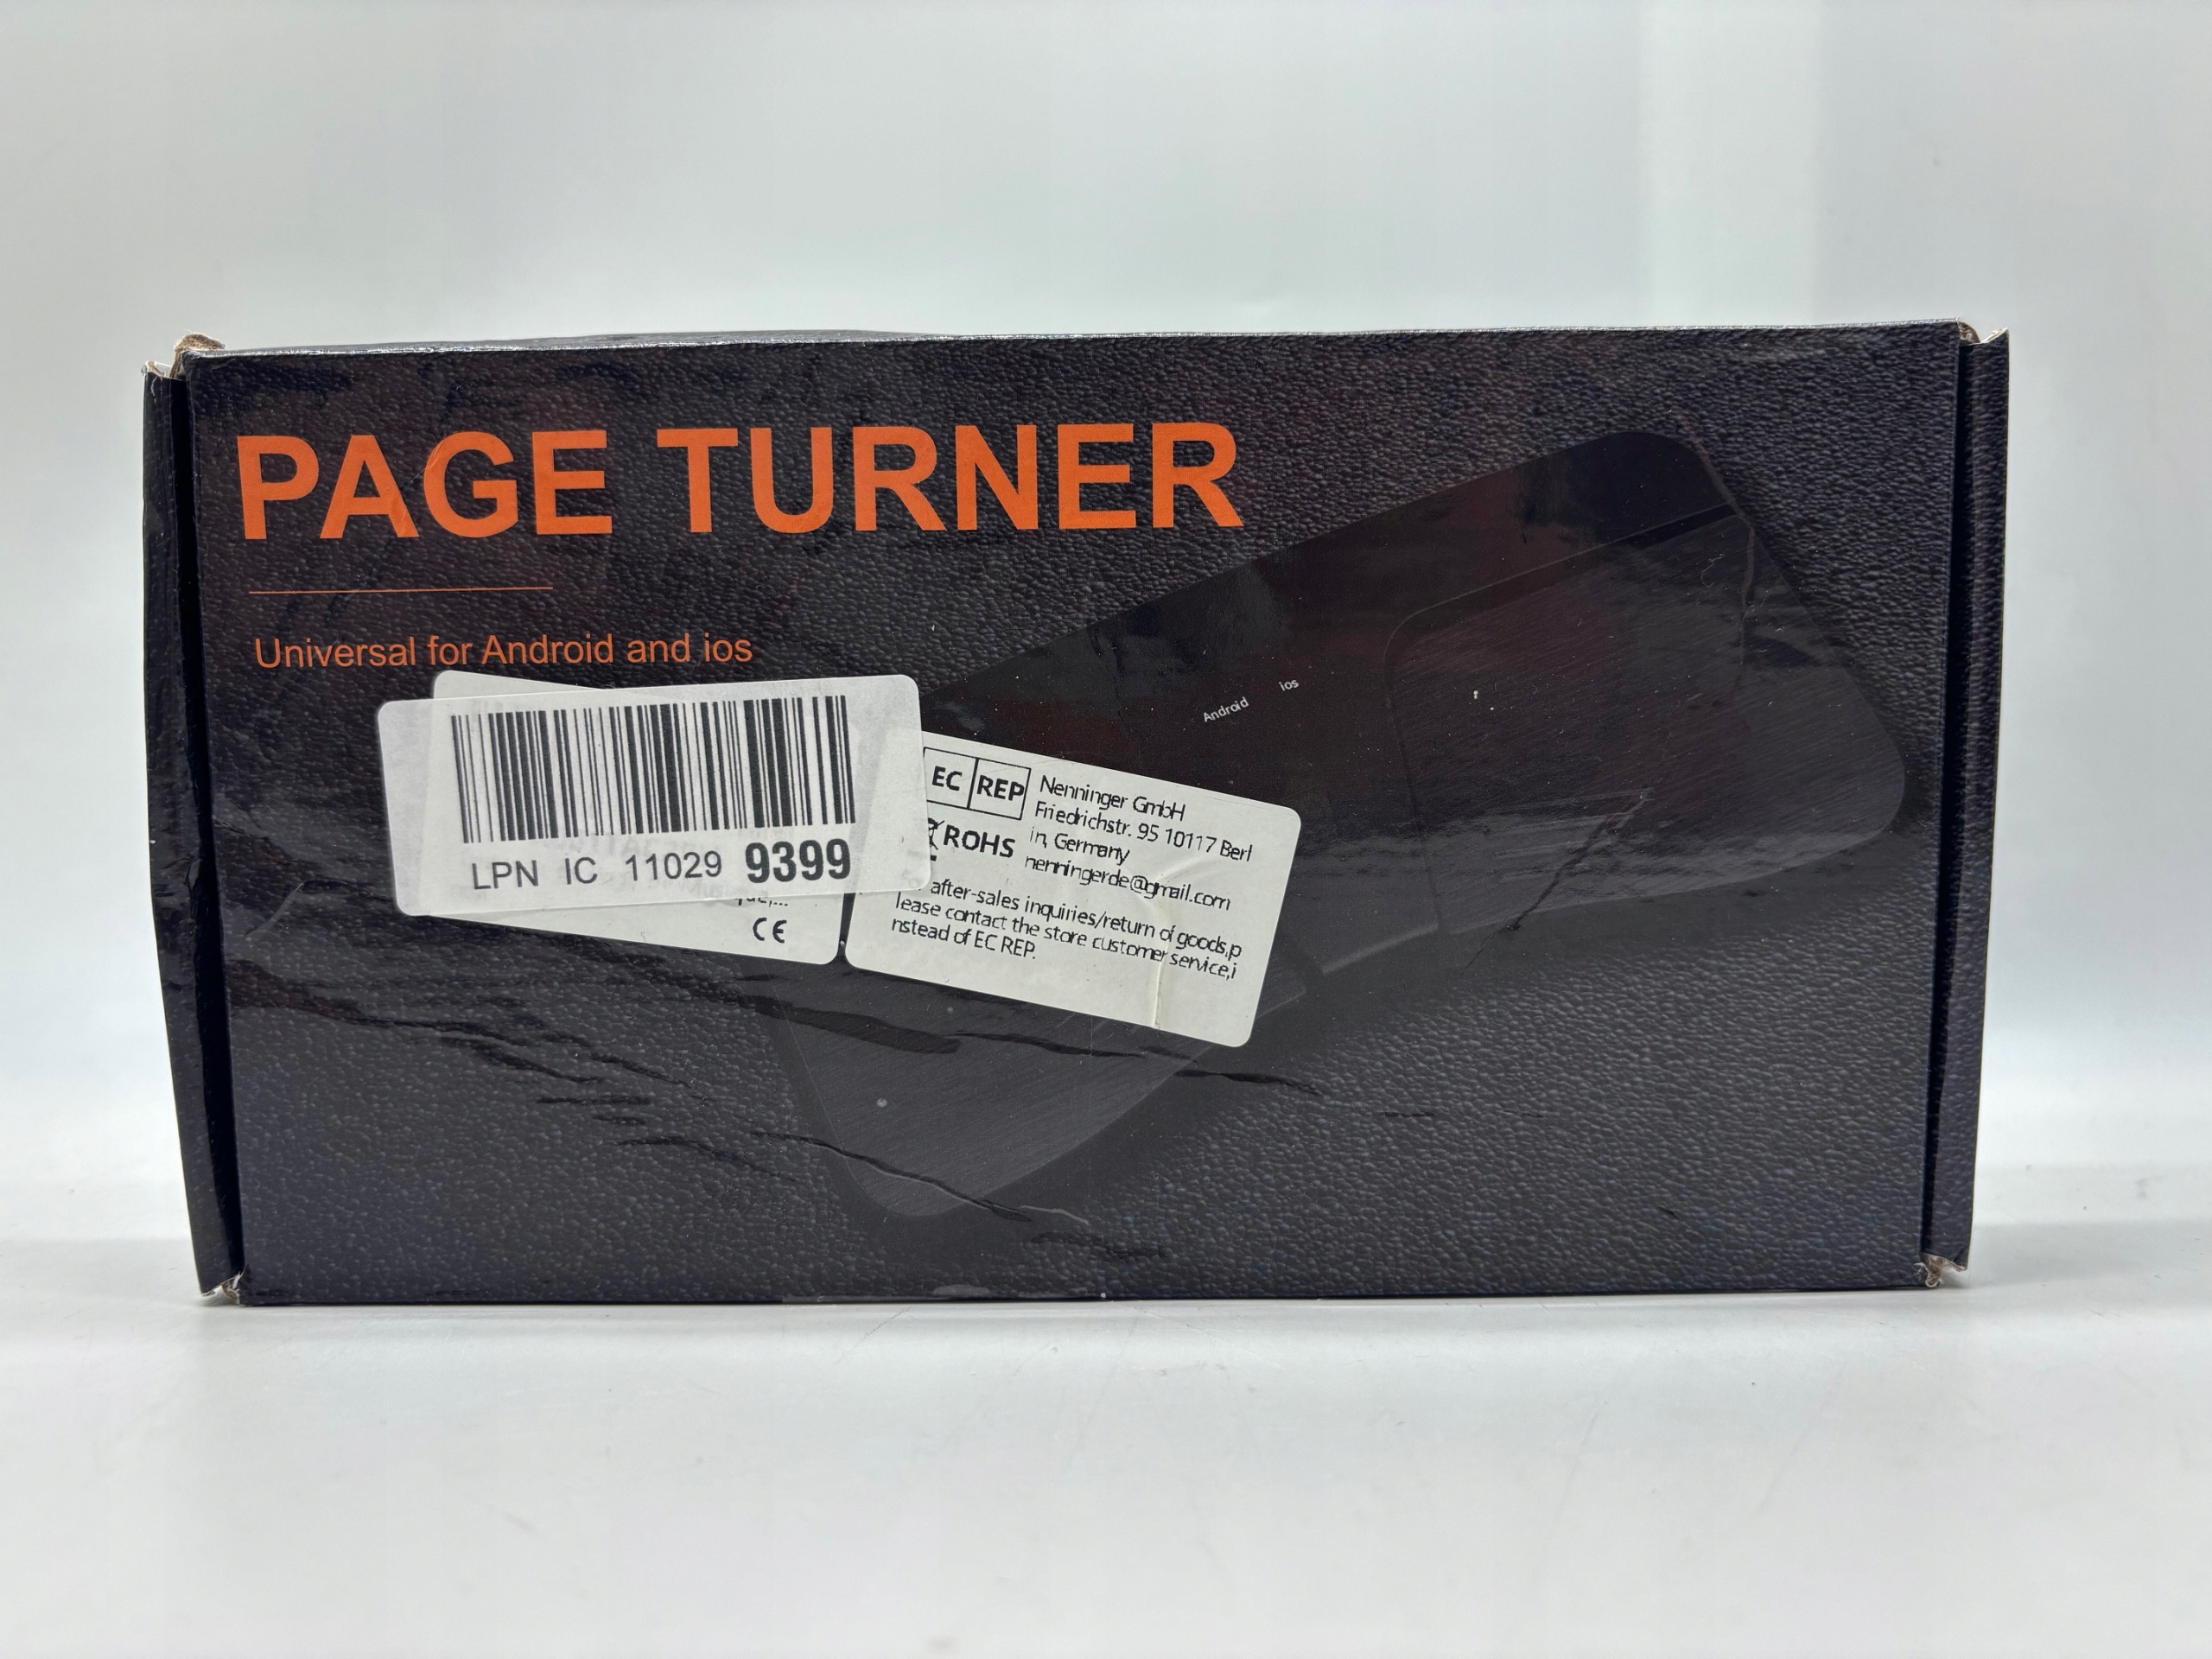 PAGE TURNER
Universal for Android and ios
Android ios
LPN IC 11029 9399
CE
EC REP
ROHS
Nenninger GmbH
Friedrichstr. 95 10117 Berl
in, Germany
nenningerde@gmail.com
after-sales inquiries/return of goods,p
lease contact the store customer service,i
nstead of EC REP.